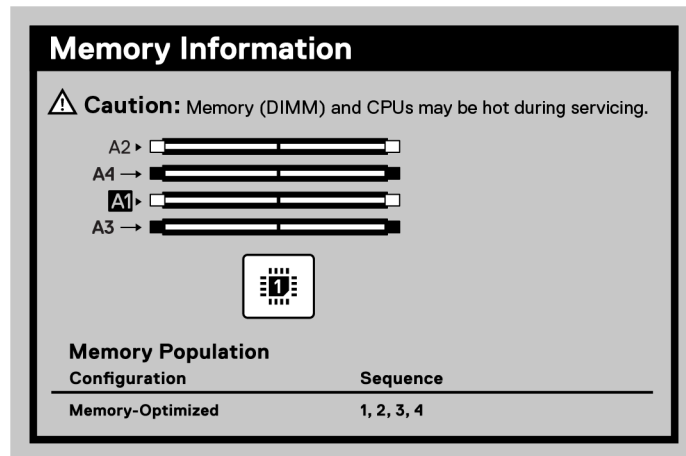 Memory Information
Caution: Memory (DIMM) and CPUs may be hot during servicing.
A2
A4
A1
A3
1
Memory Population
Configuration Sequence
Memory-Optimized 1, 2, 3, 4